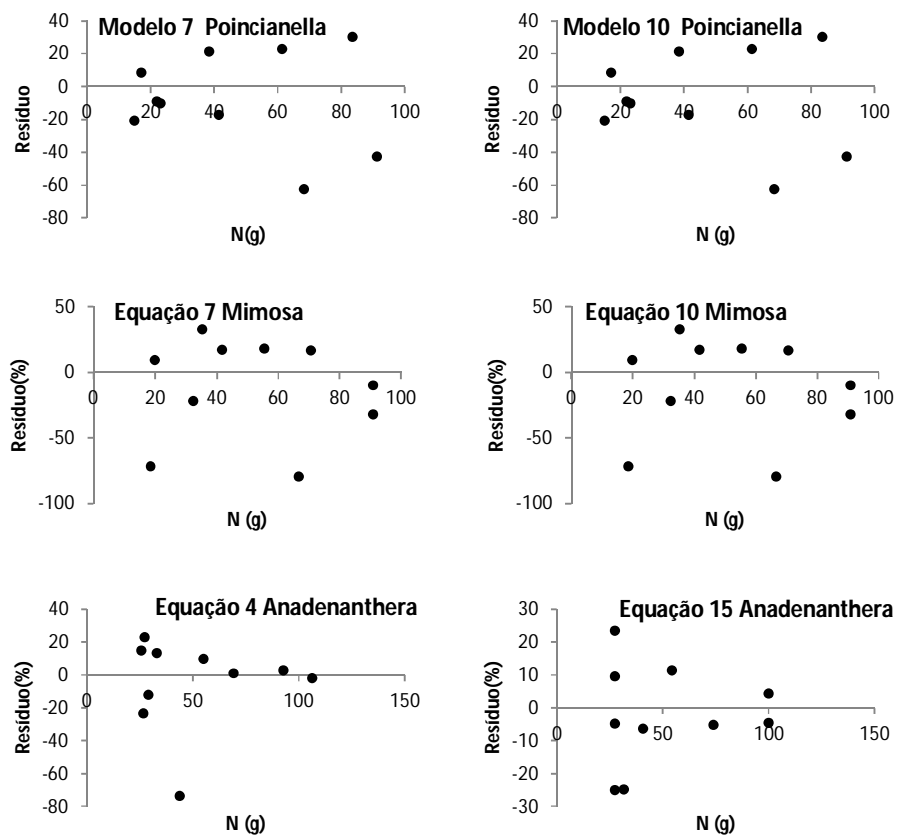 Modelo 7 Poincianella
40
20
0
-20
-40
-60
-80
0 20 40 60 80 100
Resíduo
N(g)
Modelo 10 Poincianella
40
20
0
-20
-40
-60
-80
0 20 40 60 80 100
Resíduo
N (g)
Equação 7 Mimosa
50
0
-50
-100
0 20 40 60 80 100
Resíduo(%)
N (g)
Equação 10 Mimosa
50
0
-50
-100
0 20 40 60 80 100
Resíduo(%)
N (g)
Equação 4 Anadenanthera
40
20
0
-20
-40
-60
-80
0 50 100 150
Resíduo(%)
N (g)
Equação 15 Anadenanthera
30
20
10
0
-10
-20
-30
0 50 100 150
Resíduo(%)
N (g)